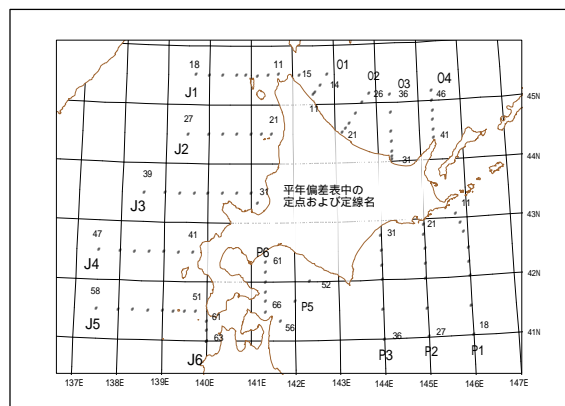 18 11 15 01
14 02 03 04
J1 26 36 46
11 45N
27 21
21 41
J2 31 44N
39 31 平年偏差表中の
定点および定線名 11
J3 43N
47 41 31 21
P6
J4 61 42N
52
58 51 66 P5
61 56 18
J5 63 36 27 41N
J6 P3 P2 P1
137E 138E 139E 140E 141E 142E 143E 144E 145E 146E 147E